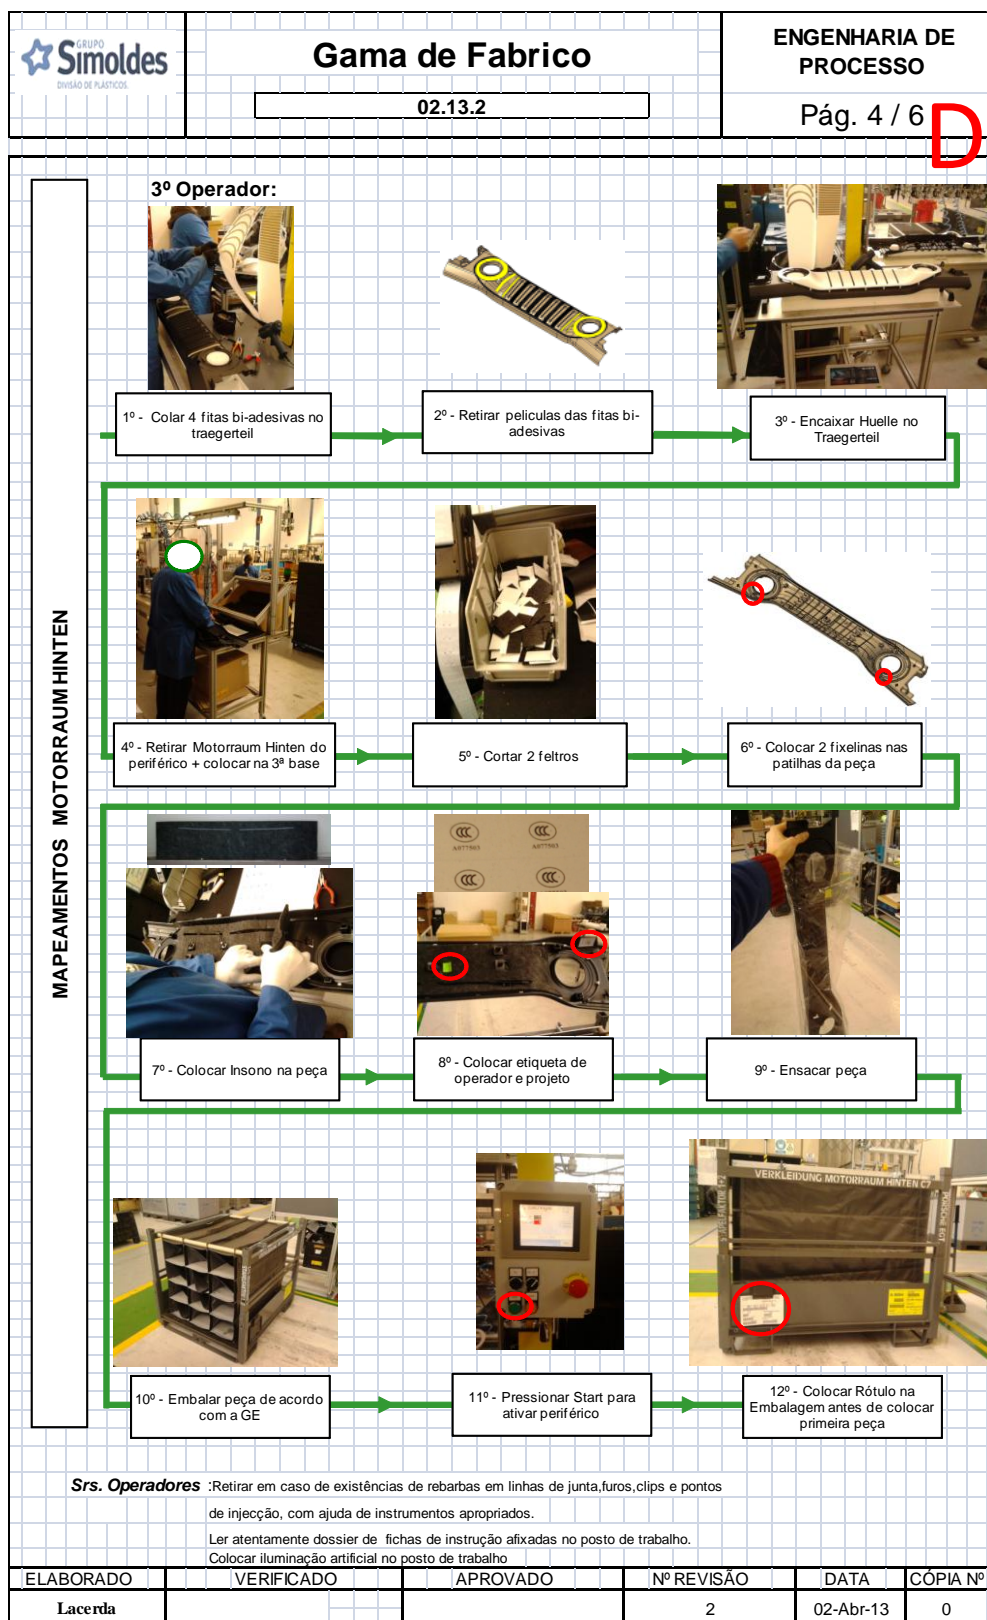 GRUPO
Simoldes
DIVISÃO DE PLÁSTICOS
Gama de Fabrico
02.13.2
ENGENHARIA DE
PROCESSO
Pág. 4 / 6
D
MAPEAMENTOS MOTORRAUM HINTEN
3º Operador:
1º - Colar 4 fitas bi-adesivas no
traegerteil
2º - Retirar peliculas das fitas bi-
adesivas
3º - Encaixar Huelle no
Traegerteil
4º - Retirar Motorraum Hinten do
periférico + colocar na 3ª base
5º - Cortar 2 feltros
6º - Colocar 2 fixelinas nas
patilhas da peça
CCC
CCC
A077503
A077503
CCC
CCC
7º - Colocar Insono na peça
8º - Colocar etiqueta de
operador e projeto
9º - Ensacar peça
VERKLEIDUNG MOTORRAUM HINTEN C7
10º - Embalar peça de acordo
com a GE
11º - Pressionar Start para
ativar periférico
12º - Colocar Rótulo na
Embalagem antes de colocar
primeira peça
Srs. Operadores :Retirar em caso de existências de rebarbas em linhas de junta,furos,clips e pontos
de injecção, com ajuda de instrumentos apropriados.
Ler atentamente dossier de fichas de instrução afixadas no posto de trabalho.
Colocar iluminação artificial no posto de trabalho
ELABORADO VERIFICADO APROVADO Nº REVISÃO DATA CÓPIA Nº
Lacerda 2 02-Abr-13 0